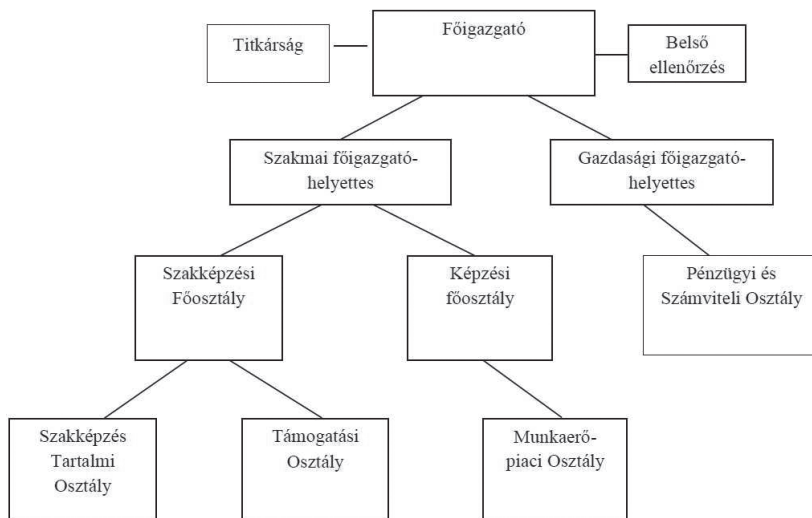 Titkárság
Főigazgató
Belső
ellenőrzés
Szakmai főigazgató-
helyettes
Gazdasági főigazgató-
helyettes
Szakképzési
Főosztály
Képzési
főosztály
Pénzügyi és
Számviteli Osztály
Szakképzés
Tartalmi
Osztály
Támogatási
Osztály
Munkaerő-
piaci Osztály